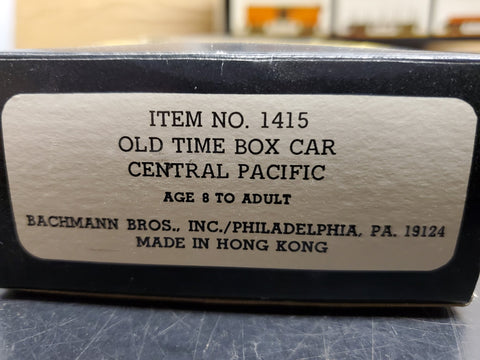 ITEM NO. 1415
OLD TIME BOX CAR
CENTRAL PACIFIC
AGE 8 TO ADULT
BACHMANN BROS., INC./PHILADELPHIA, PA. 19124
MADE IN HONG KONG